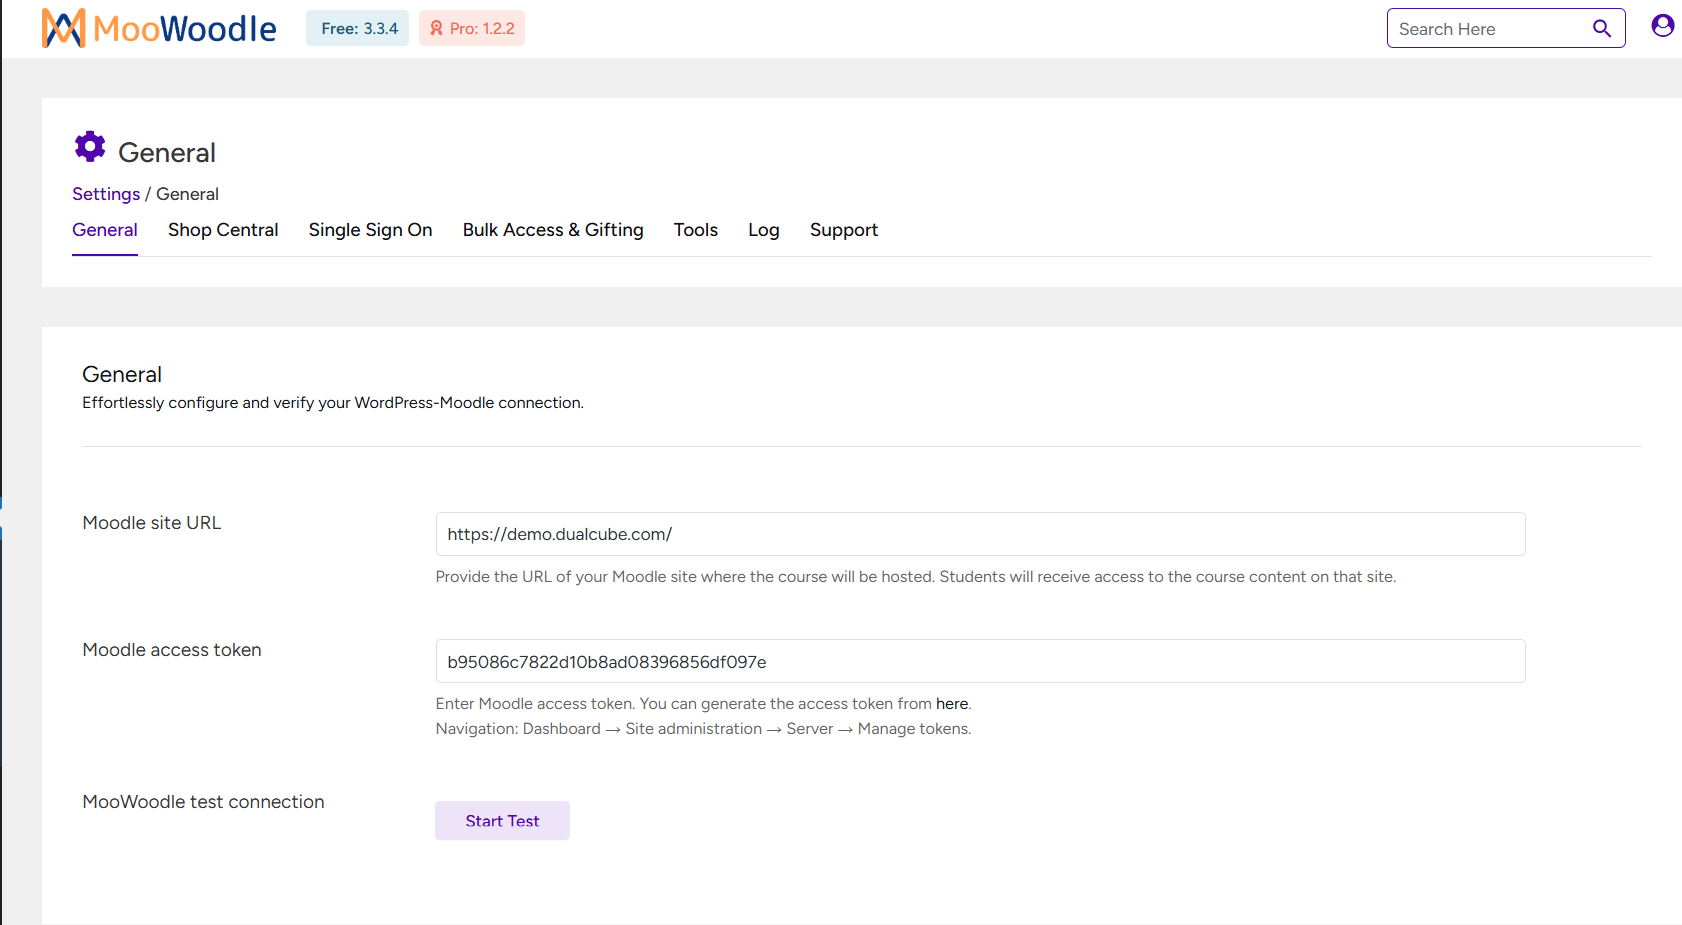 MooWoodle Free: 3.3.4 Pro: 1.2.2 Search Here
General
Settings / General
General Shop Central Single Sign On Bulk Access & Gifting Tools Log Support
General
Effortlessly configure and verify your WordPress-Moodle connection.
Moodle site URL
https://demo.dualcube.com/
Provide the URL of your Moodle site where the course will be hosted. Students will receive access to the course content on that site.
Moodle access token
b95086c7822d10b8ad08396856df097e
Enter Moodle access token. You can generate the access token from here.
Navigation: Dashboard → Site administration → Server → Manage tokens.
MooWoodle test connection
Start Test